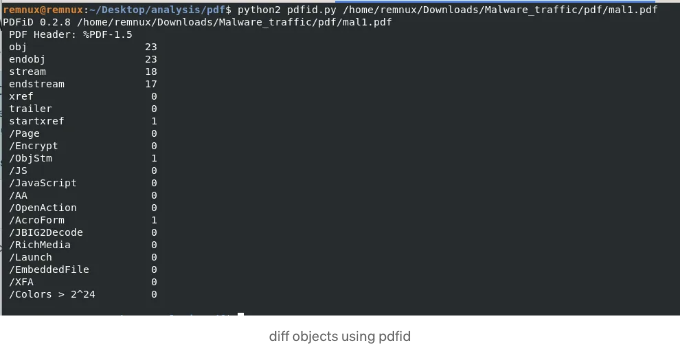 remnux@remnux:~/Desktop/analysis/pdf$ python2 pdfid.py /home/remnux/Downloads/Malware_traffic/pdf/mal1.pdf
PDFiD 0.2.8 /home/remnux/Downloads/Malware_traffic/pdf/mal1.pdf
PDF Header: %PDF-1.5
obj 23
endobj 23
stream 18
endstream 17
xref 0
trailer 0
startxref 1
/Page 0
/Encrypt 0
/ObjStm 1
/JS 0
/JavaScript 0
/AA 0
/OpenAction 0
/AcroForm 1
/JBIG2Decode 0
/RichMedia 0
/Launch 0
/EmbeddedFile 0
/XFA 0
/Colors > 2^24 0
diff objects using pdfid